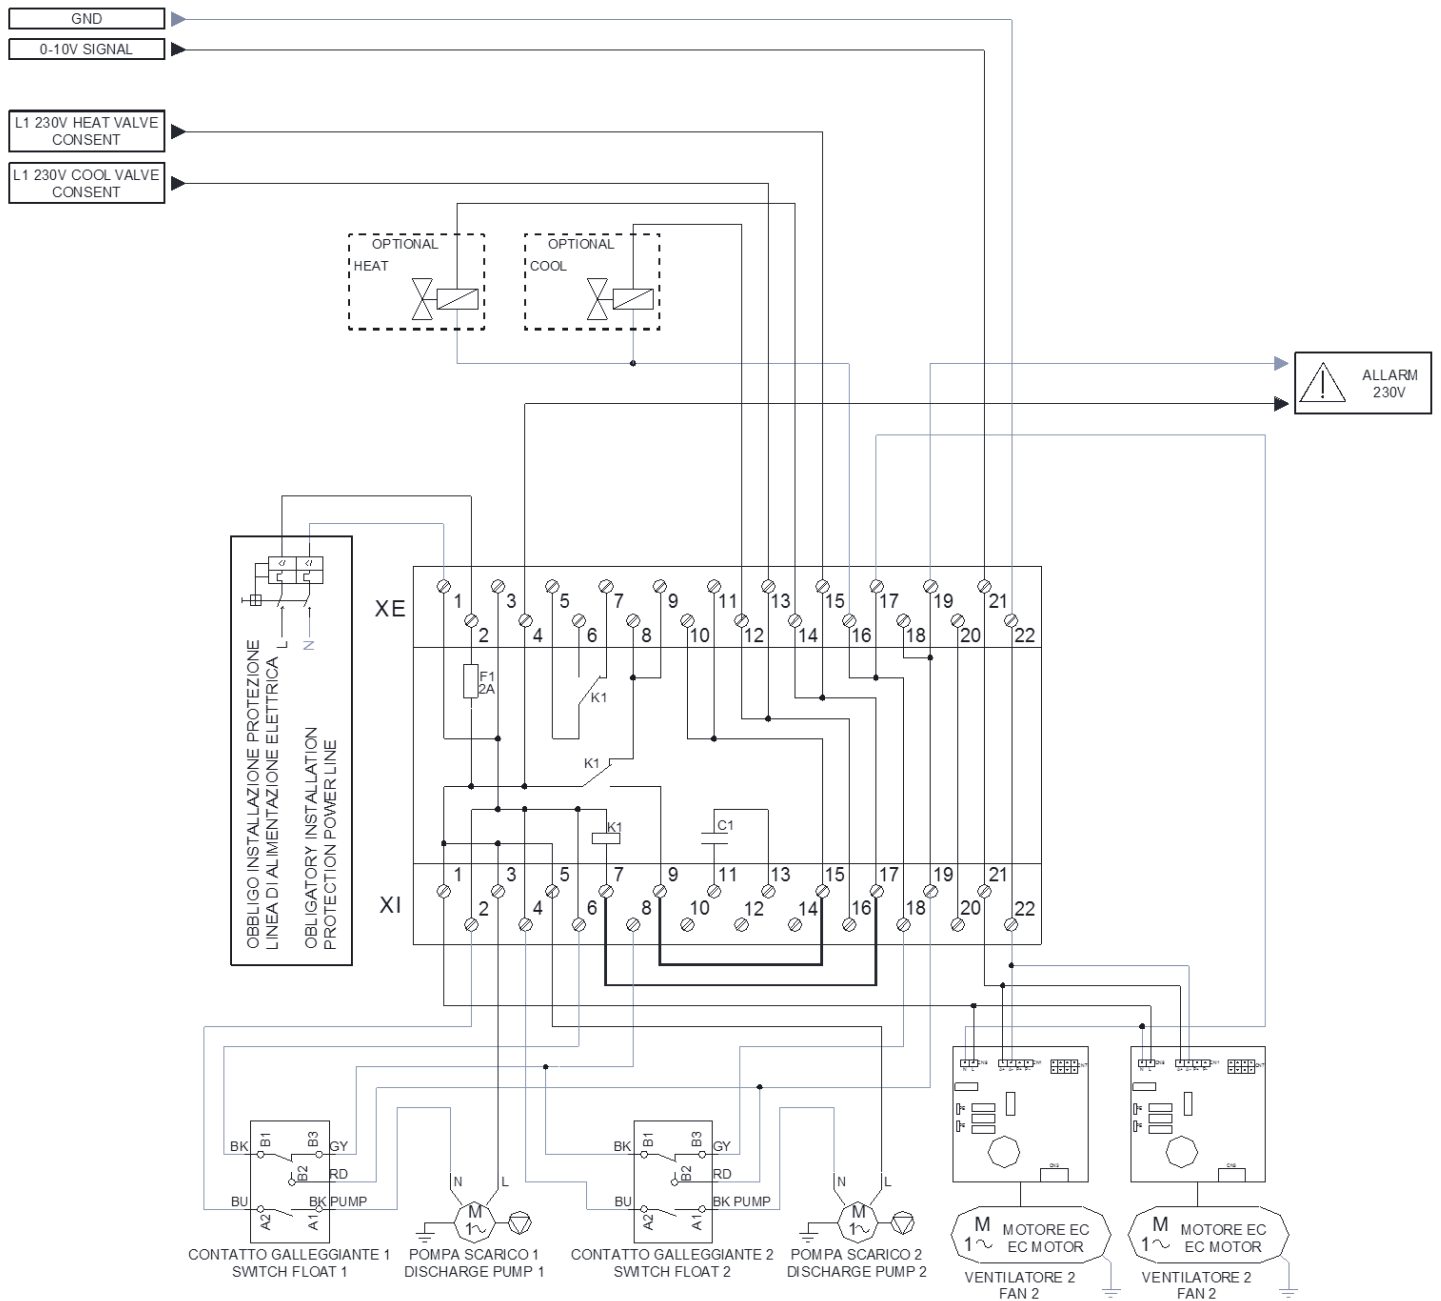 GND
0-10V SIGNAL
L1 230V HEAT VALVE
CONSENT
L1 230V COOL VALVE
CONSENT
OPTIONAL
HEAT
OPTIONAL
COOL
ALLARM
230V
OBBLIGO INSTALLAZIONE PROTEZIONE
LINEA DI ALIMENTAZIONE ELETTRICA
OBLIGATORY INSTALLATION
PROTECTION POWER LINE
L
N
XE
1 3 5 7 9 11 13 15 17 19 21
2 4 6 8 10 12 14 16 18 20 22
F1
2A
K1
K1
K1
C1
XI
1 3 5 7 9 11 13 15 17 19 21
2 4 6 8 10 12 14 16 18 20 22
BK B1 B3 GY
B2 RD
BU A2 A1 BK PUMP
CONTATTO GALLEGGIANTE 1
SWITCH FLOAT 1
N L
M
1~
POMPA SCARICO 1
DISCHARGE PUMP 1
BK B1 B3 GY
B2 RD
BU A2 A1 BK PUMP
CONTATTO GALLEGGIANTE 2
SWITCH FLOAT 2
N L
M
1~
POMPA SCARICO 2
DISCHARGE PUMP 2
N L
M
1~
MOTORE EC
EC MOTOR
VENTILATORE 2
FAN 2
N L
M
1~
MOTORE EC
EC MOTOR
VENTILATORE 2
FAN 2